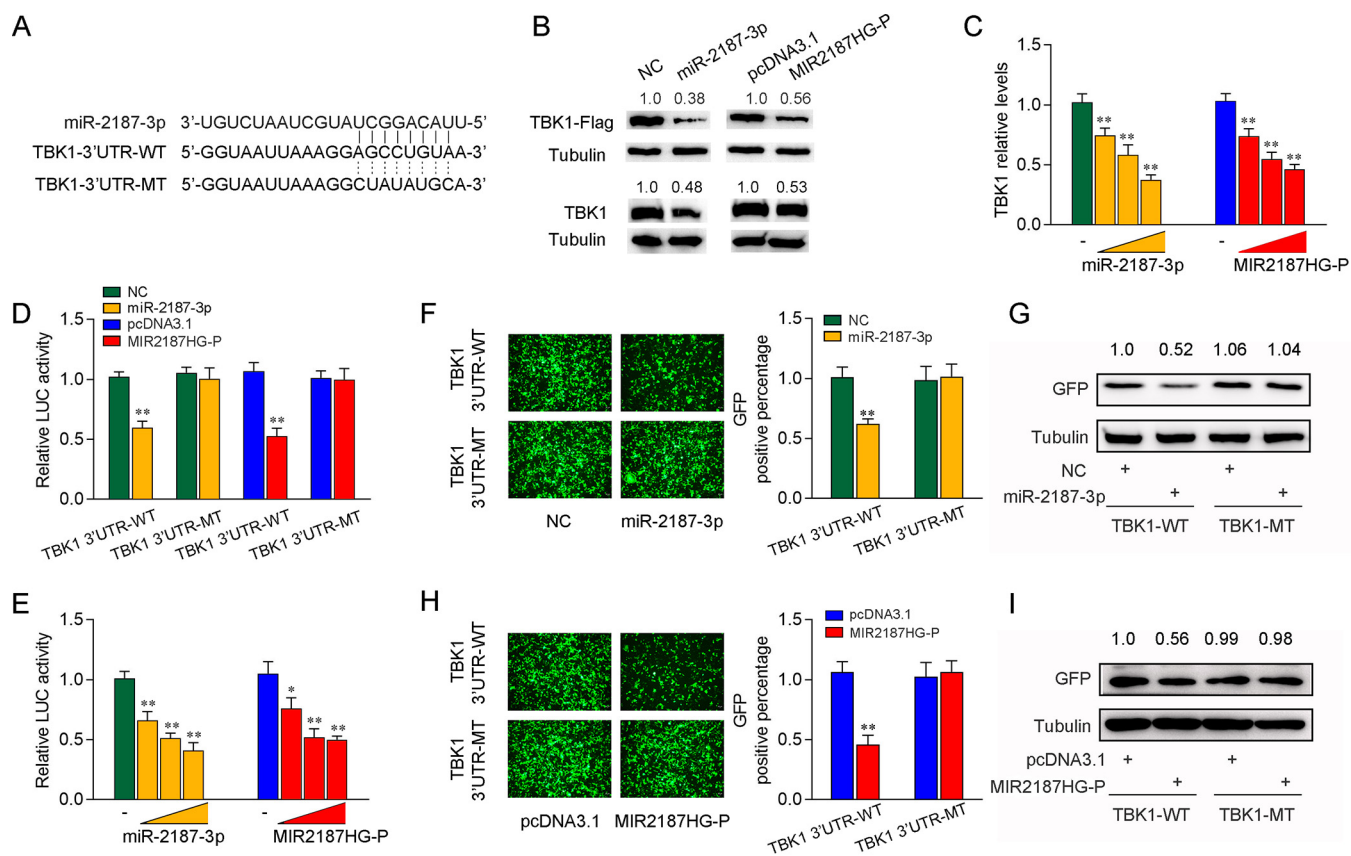 A
miR-2187-3p 3'-UGUCUAAUCGUAUCGGACAUU-5'
TBK1-3'UTR-WT 5'-GGUAAUUAAAGGAGCCUGUAA-3'
TBK1-3'UTR-MT 5'-GGUAAUUAAAGGCUAUAUGCA-3'
B
NC miR-2187-3p pcDNA3.1 MIR2187HG-P
1.0 0.38 1.0 0.56
TBK1-Flag
Tubulin
1.0 0.48 1.0 0.53
TBK1
Tubulin
C
TBK1 relative levels
1.5
1.0
0.5
0.0
** ** ** ** ** **
- -
miR-2187-3p MIR2187HG-P
D
NC
miR-2187-3p
pcDNA3.1
MIR2187HG-P
Relative LUC activity
1.5
1.0
0.5
0.0
** **
TBK1 3'UTR-WT TBK1 3'UTR-MT TBK1 3'UTR-WT TBK1 3'UTR-MT
F
TBK1
3'UTR-WT
TBK1
3'UTR-MT
NC miR-2187-3p
NC
miR-2187-3p
GFP
positive percentage
1.5
1.0
0.5
0.0
**
TBK1 3'UTR-WT TBK1 3'UTR-MT
G
1.0 0.52 1.06 1.04
GFP
Tubulin
NC + +
miR-2187-3p + +
TBK1-WT TBK1-MT
E
Relative LUC activity
1.5
1.0
0.5
0.0
** ** ** * ** **
- -
miR-2187-3p MIR2187HG-P
H
TBK1
3'UTR-WT
TBK1
3'UTR-MT
pcDNA3.1 MIR2187HG-P
pcDNA3.1
MIR2187HG-P
GFP
positive percentage
1.5
1.0
0.5
0.0
**
TBK1 3'UTR-WT TBK1 3'UTR-MT
I
1.0 0.56 0.99 0.98
GFP
Tubulin
pcDNA3.1 + +
MIR2187HG-P + +
TBK1-WT TBK1-MT